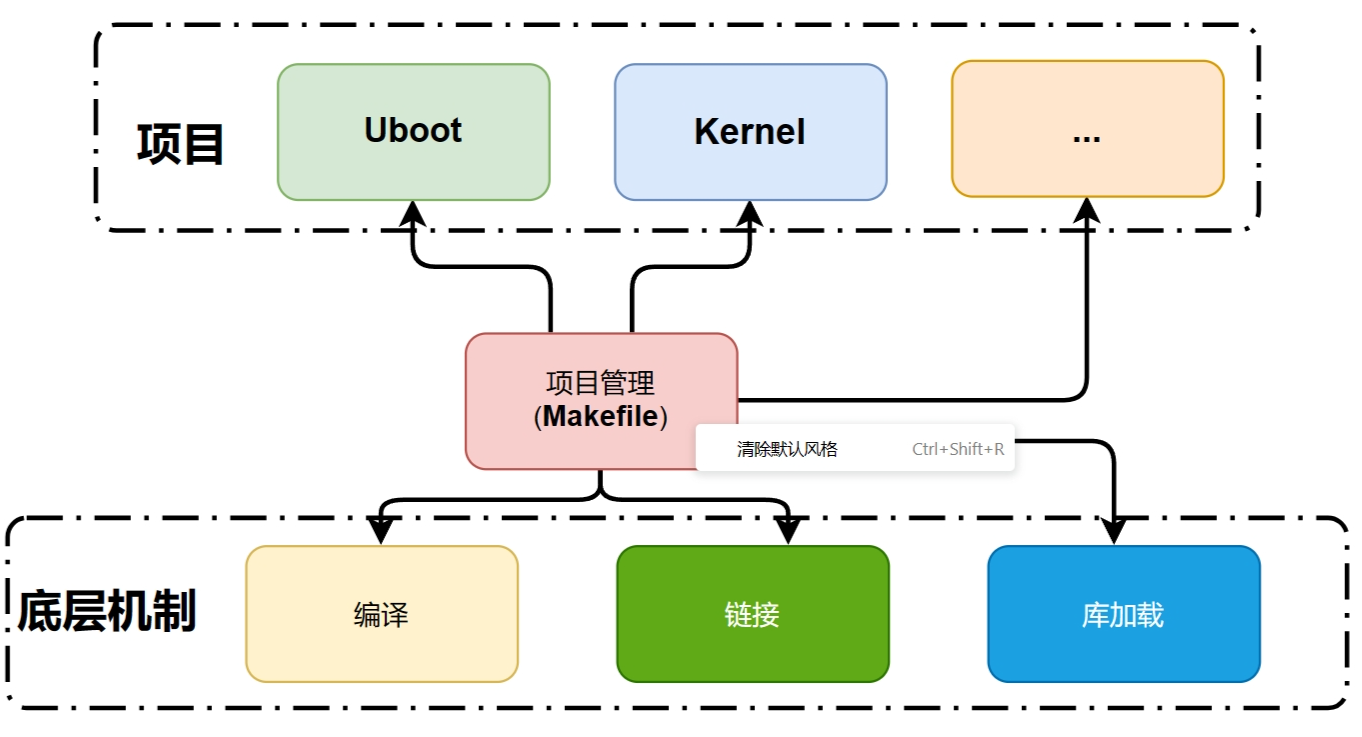 项目
Uboot
Kernel
...
项目管理
(Makefile)
清除默认风格 Ctrl+Shift+R
底层机制
编译
链接
库加载